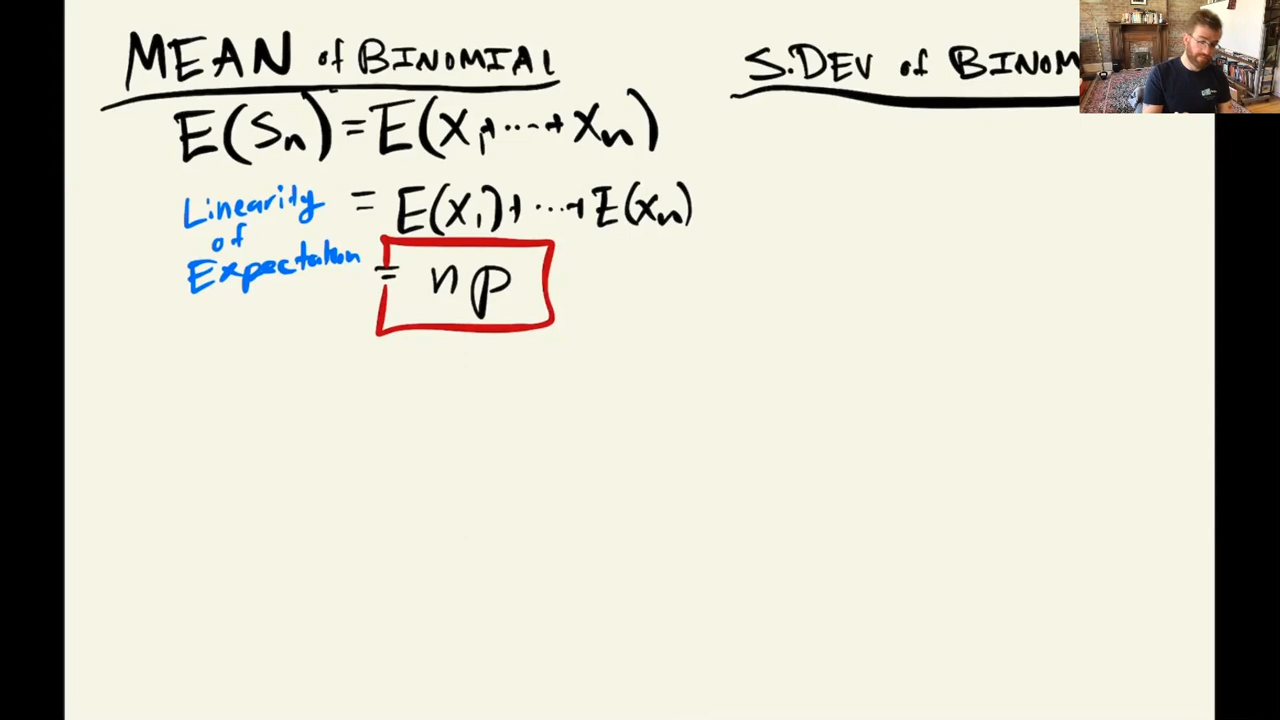 MEAN of BINOMIAL
E(Sn) = E(X1 + ... + Xn)
Linearity of Expectation
= E(X1) + ... + E(Xn)
= np
S.DEV of BINOM